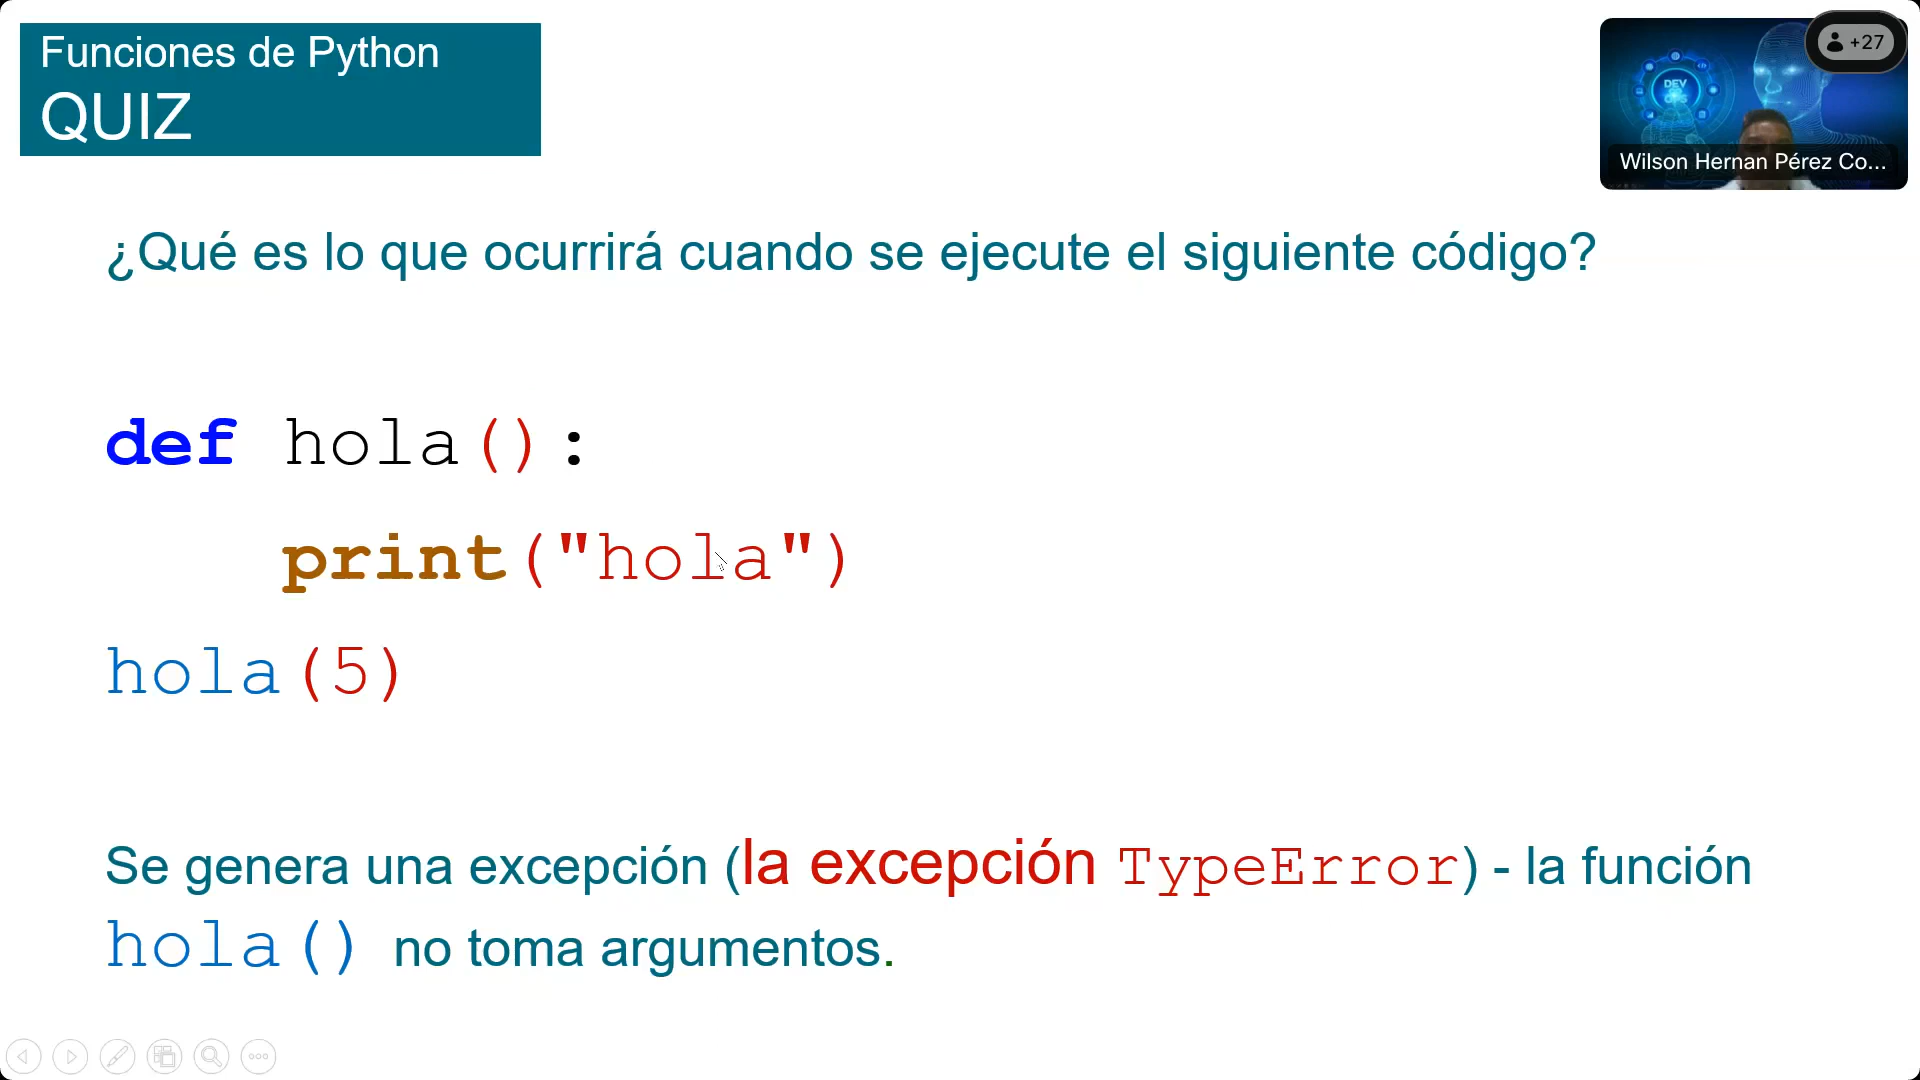 Funciones de Python
QUIZ
+27
DEV
OPS
Wilson Hernan Pérez Co...
¿Qué es lo que ocurrirá cuando se ejecute el siguiente código?
def hola():
print("hola")
hola(5)
Se genera una excepción (la excepción TypeError) - la función
hola() no toma argumentos.